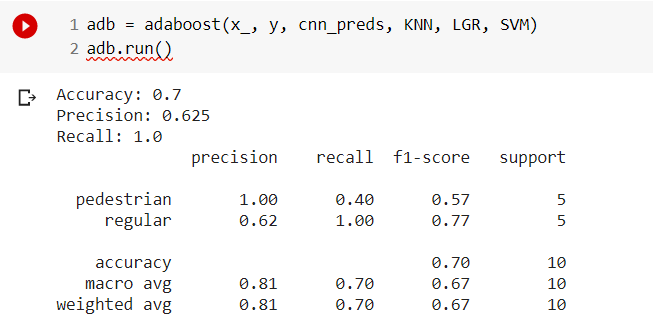 1 adb = adaboost(x_, y, cnn_preds, KNN, LGR, SVM)
2 adb.run()
Accuracy: 0.7
Precision: 0.625
Recall: 1.0
precision recall f1-score support
pedestrian 1.00 0.40 0.57 5
regular 0.62 1.00 0.77 5
accuracy 0.70 10
macro avg 0.81 0.70 0.67 10
weighted avg 0.81 0.70 0.67 10